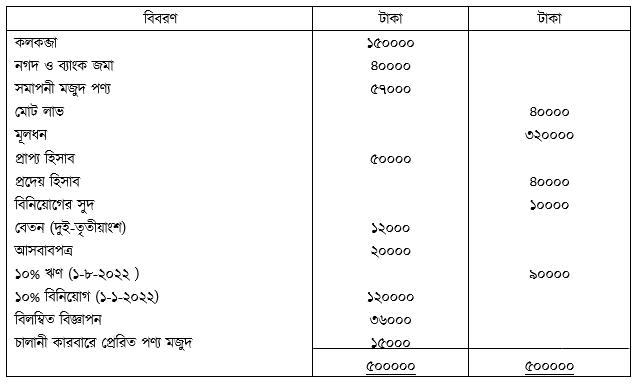 বিবরণ টাকা টাকা
কলকব্জা ১৫০০০০
নগদ ও ব্যাংক জমা ৪০০০০
সমাপনী মজুদ পণ্য ৫৭০০০
মোট লাভ ৪০০০০
মূলধন ৩২০০০০
প্রাপ্য হিসাব ৫০০০০
প্রদেয় হিসাব ৪০০০০
বিনিয়োগের সুদ ১০০০০
বেতন (দুই-তৃতীয়াংশ) ১২০০০
আসবাবপত্র ২০০০০
১০% ঋণ (১-৮-২০২২ ) ৯০০০০
১০% বিনিয়োগ (১-১-২০২২) ১২০০০০
বিলম্বিত বিজ্ঞাপন ৩৬০০০
চালানী কারবারে প্রেরিত পণ্য মজুদ ১৫০০০
৫০০০০০ ৫০০০০০